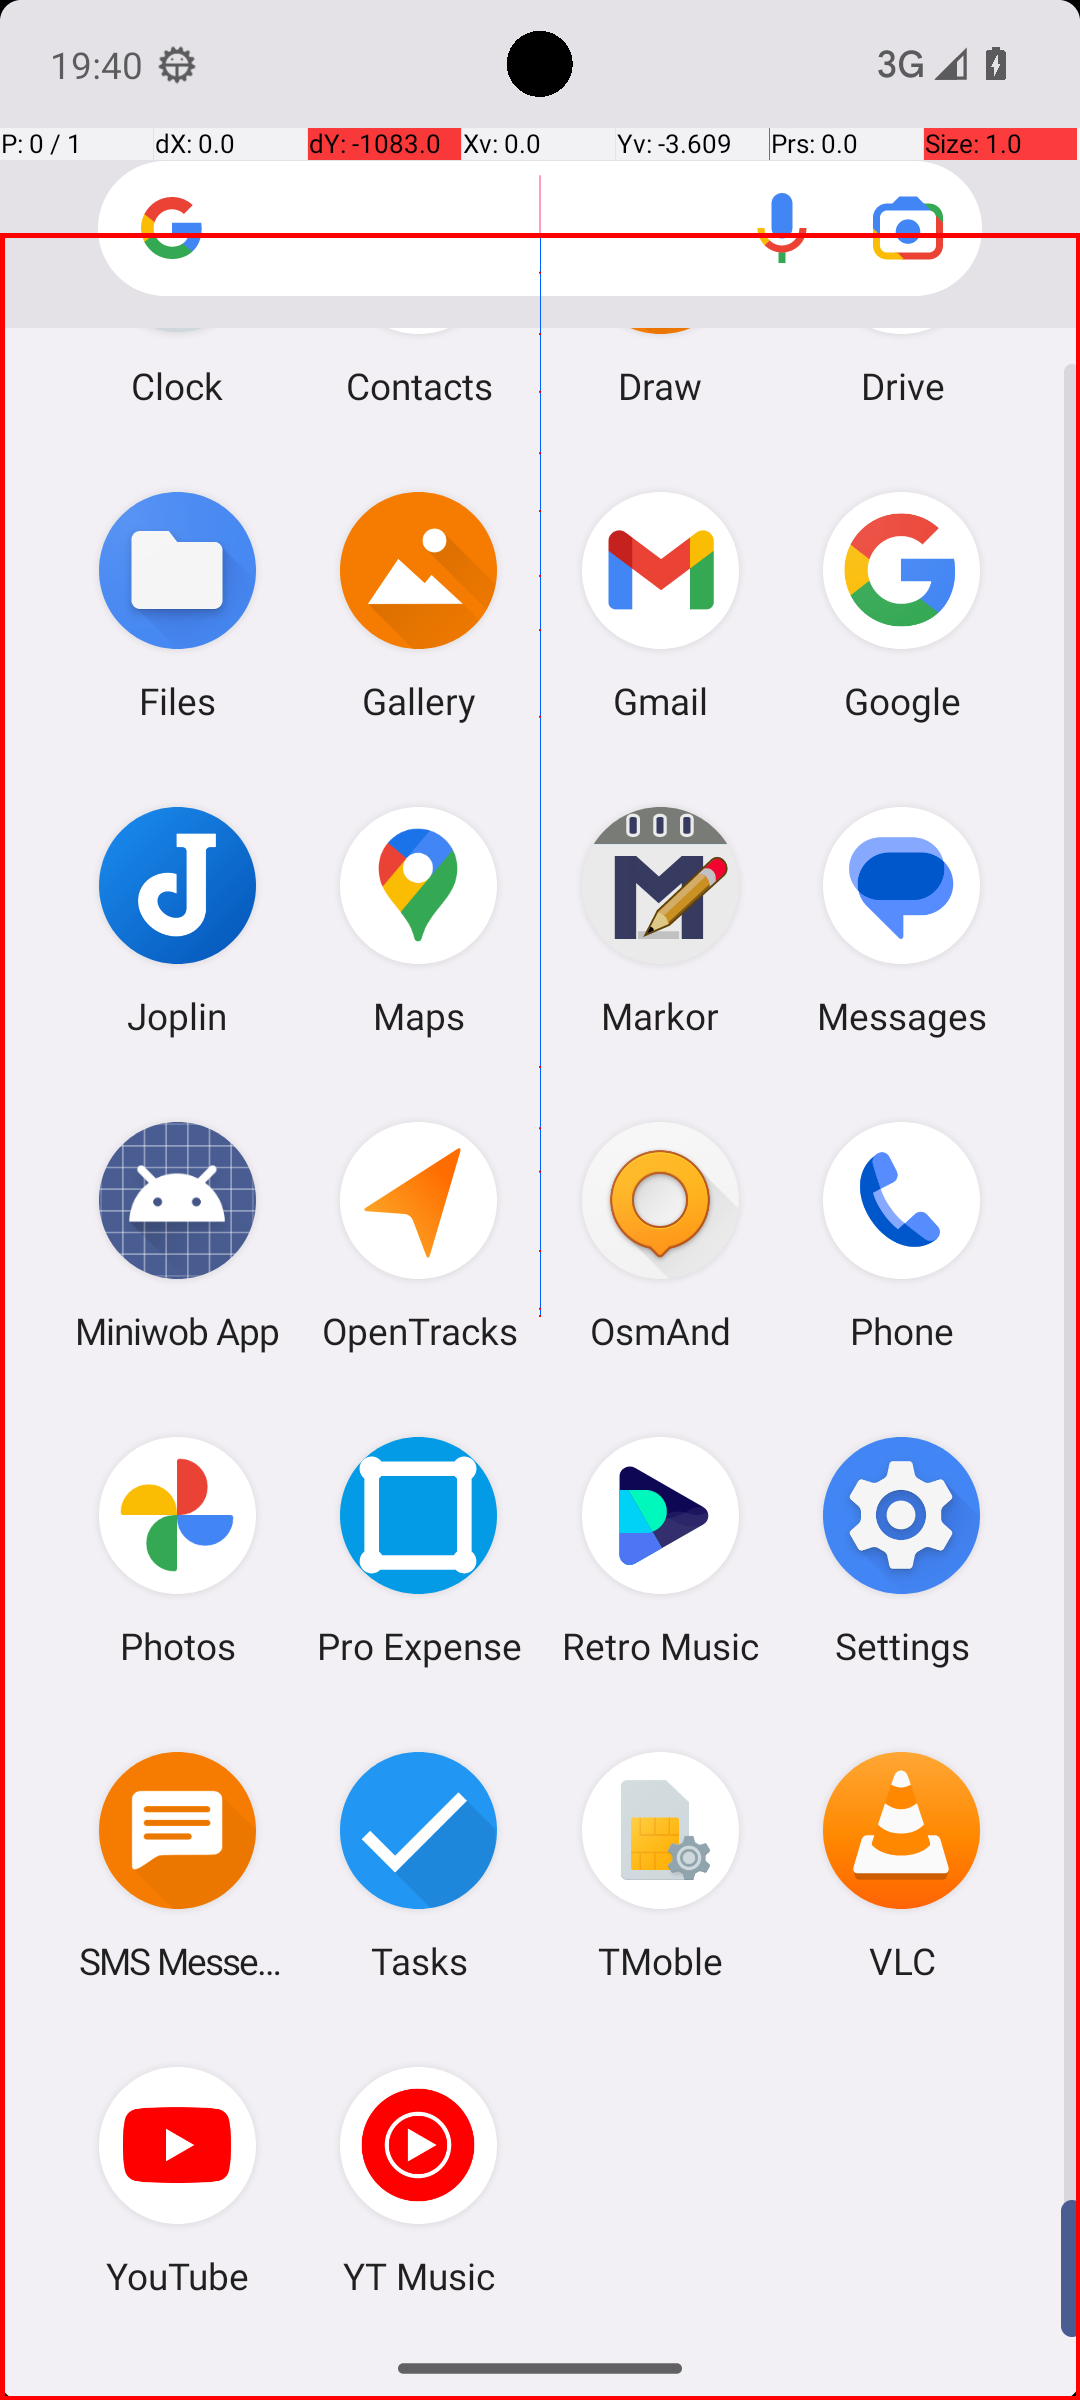 19:40 3G
P: 0 / 1 dX: 0.0 dY: -1083.0 Xv: 0.0 Yv: -3.609 Prs: 0.0 Size: 1.0
Clock Contacts Draw Drive
Files Gallery Gmail Google
Joplin Maps Markor Messages
Miniwob App OpenTracks OsmAnd Phone
Photos Pro Expense Retro Music Settings
SMS Messe... Tasks TMoble VLC
YouTube YT Music